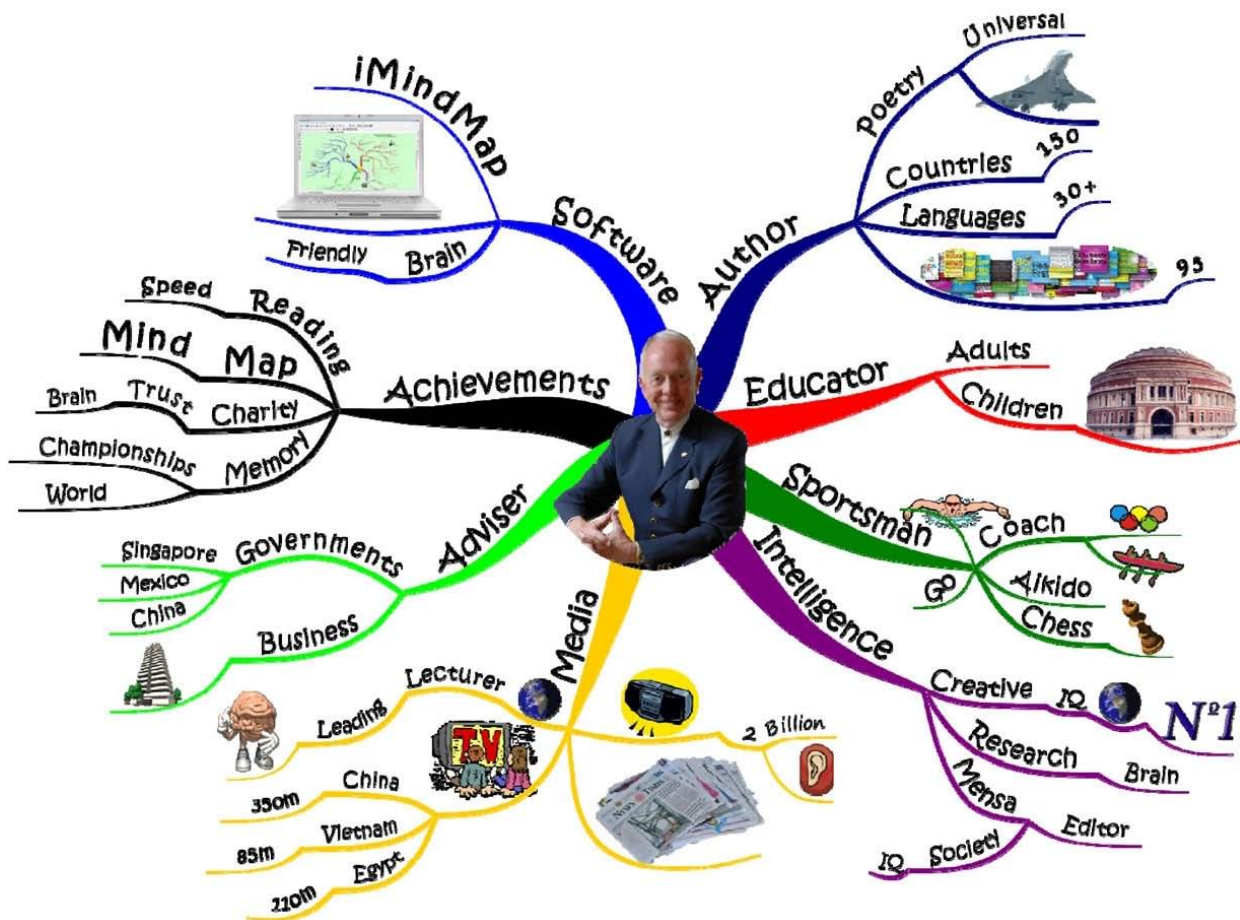 Software
iMindMap
Brain
Friendly
Author
Poetry
Universal
Countries
150
Languages
30+
95
Educator
Adults
Children
Sportsman
Coach
Aikido
Chess
Go
Intelligence
Creative
IQ
Nº1
Research
Brain
Mensa
Editor
Society
IQ
Media
2 Billion
News Times
TV
Lecturer
Leading
China
350m
Vietnam
85m
Egypt
110m
Adviser
Governments
Singapore
Mexico
China
Business
Achievements
Reading
Speed
Map
Mind
Charity
Trust
Brain
Memory
Championships
World